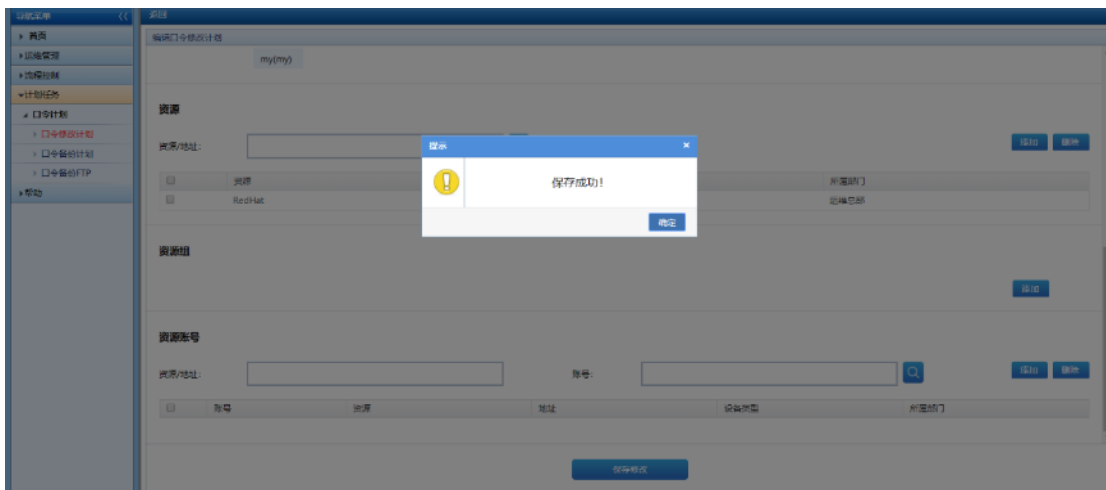 导航菜单 << 返回
首页 编辑口令修改计划
运维管理 my(my)
流程控制
计划任务
口令计划 资源
口令修改计划 资源/地址: 提示 × 添加 删除
口令备份计划
口令备份FTP 资源 保存成功! 所属部门
帮助 RedHat 运维总部
确定
资源组
添加
资源账号
资源/地址: 账号: 添加 删除
账号 资源 地址 设备类型 所属部门
保存修改